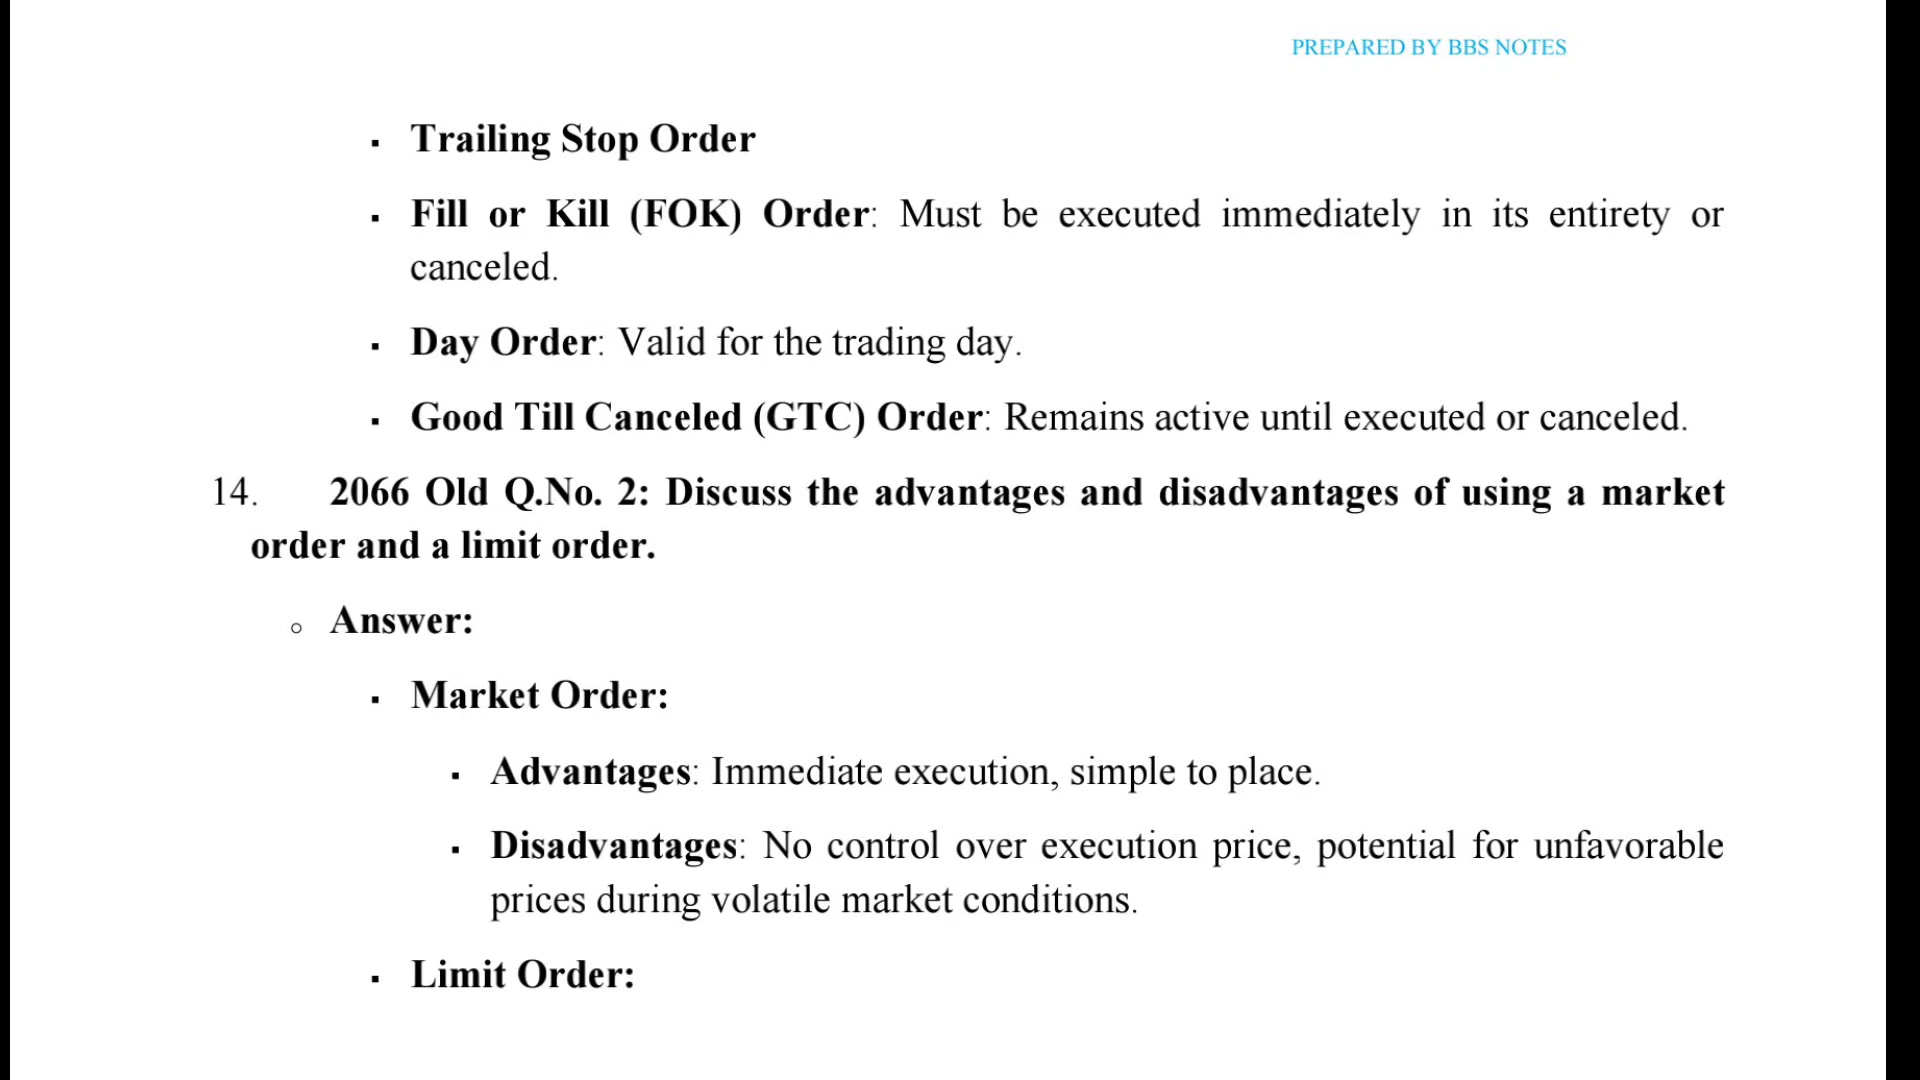 PREPARED BY BBS NOTES
▪ Trailing Stop Order
▪ Fill or Kill (FOK) Order: Must be executed immediately in its entirety or
canceled.
▪ Day Order: Valid for the trading day.
▪ Good Till Canceled (GTC) Order: Remains active until executed or canceled.
14. 2066 Old Q.No. 2: Discuss the advantages and disadvantages of using a market
order and a limit order.
○ Answer:
▪ Market Order:
▪ Advantages: Immediate execution, simple to place.
▪ Disadvantages: No control over execution price, potential for unfavorable
prices during volatile market conditions.
▪ Limit Order: